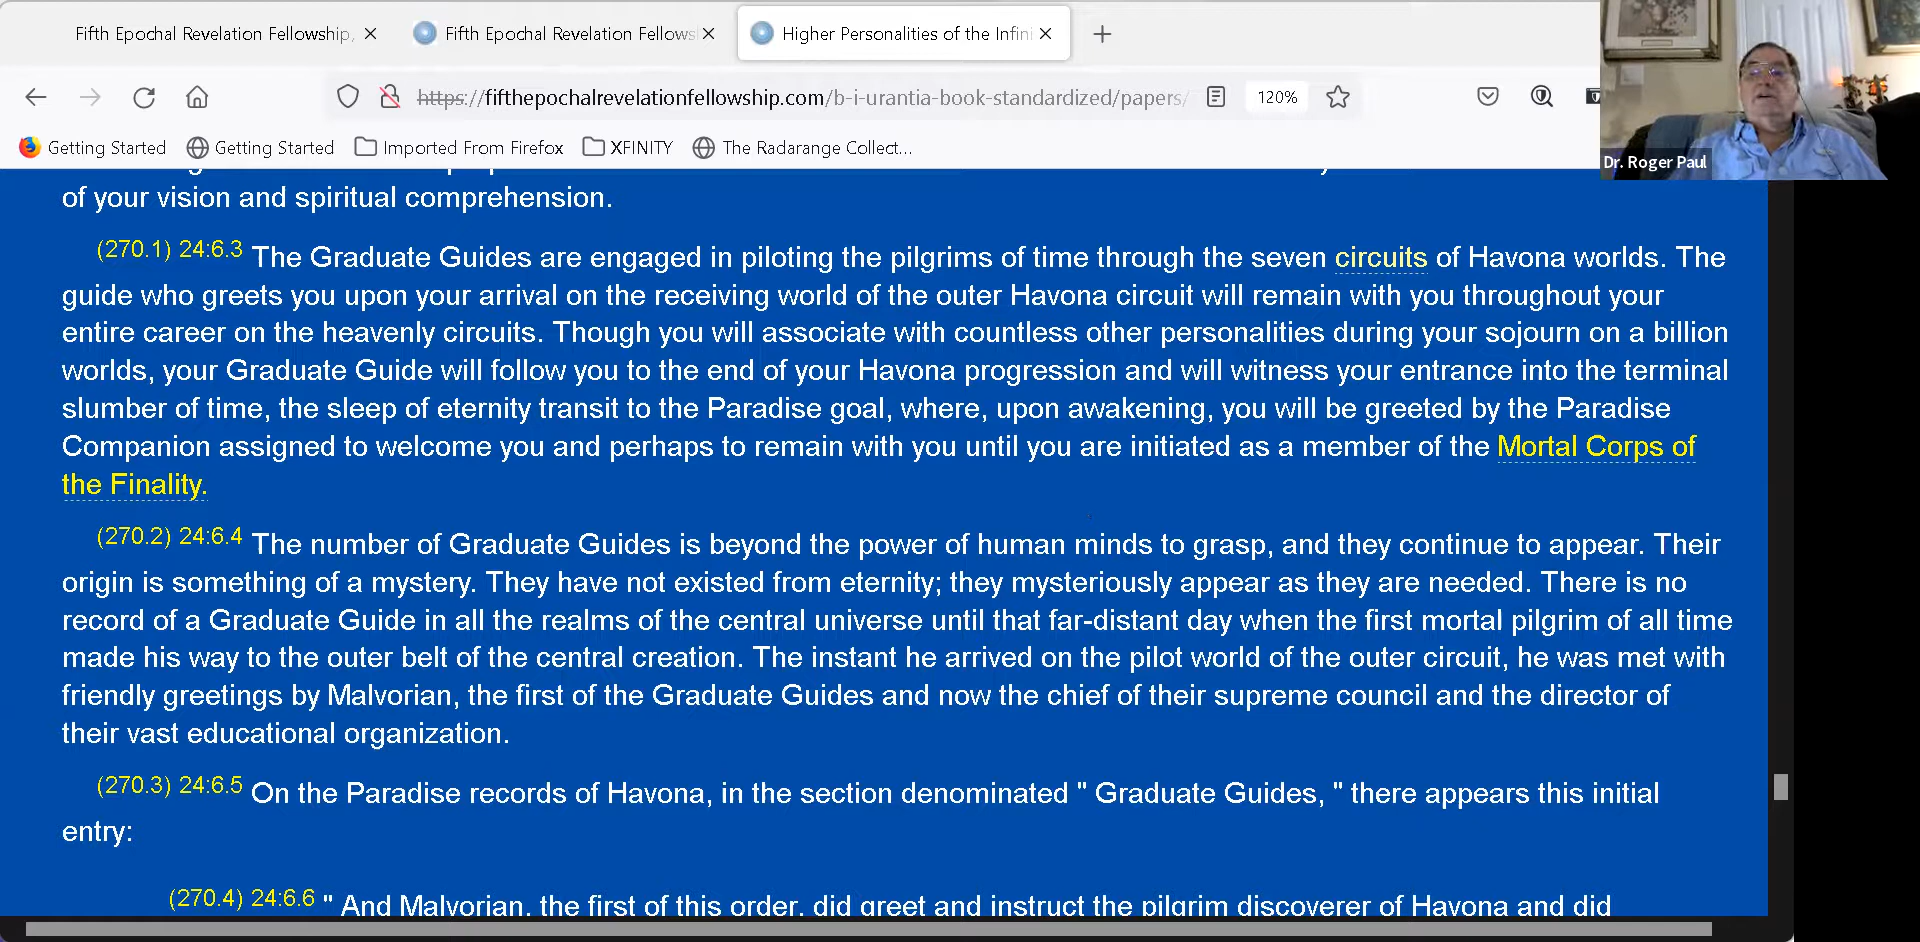 Fifth Epochal Revelation Fellowship,
Fifth Epochal Revelation Fellows
Higher Personalities of the Infini
https://fifthepochalrevelationfellowship.com/b-i-urantia-book-standardized/papers/
120%
Getting Started
Getting Started
Imported From Firefox
XFINITY
The Radarange Collect...
Dr. Roger Paul
of your vision and spiritual comprehension.
(270.1) 24:6.3 The Graduate Guides are engaged in piloting the pilgrims of time through the seven circuits of Havona worlds. The
guide who greets you upon your arrival on the receiving world of the outer Havona circuit will remain with you throughout your
entire career on the heavenly circuits. Though you will associate with countless other personalities during your sojourn on a billion
worlds, your Graduate Guide will follow you to the end of your Havona progression and will witness your entrance into the terminal
slumber of time, the sleep of eternity transit to the Paradise goal, where, upon awakening, you will be greeted by the Paradise
Companion assigned to welcome you and perhaps to remain with you until you are initiated as a member of the Mortal Corps of
the Finality.
(270.2) 24:6.4 The number of Graduate Guides is beyond the power of human minds to grasp, and they continue to appear. Their
origin is something of a mystery. They have not existed from eternity; they mysteriously appear as they are needed. There is no
record of a Graduate Guide in all the realms of the central universe until that far-distant day when the first mortal pilgrim of all time
made his way to the outer belt of the central creation. The instant he arrived on the pilot world of the outer circuit, he was met with
friendly greetings by Malvorian, the first of the Graduate Guides and now the chief of their supreme council and the director of
their vast educational organization.
(270.3) 24:6.5 On the Paradise records of Havona, in the section denominated " Graduate Guides, " there appears this initial
entry:
(270.4) 24:6.6 " And Malvorian, the first of this order, did greet and instruct the pilgrim discoverer of Havona and did